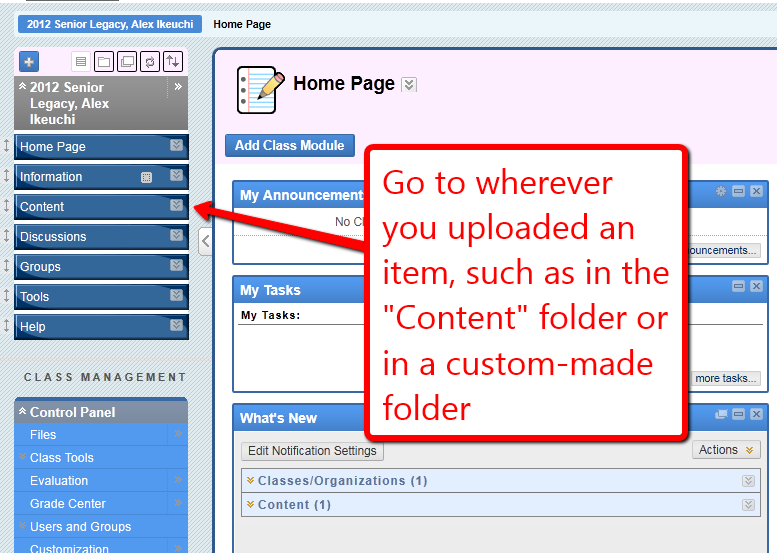 2012 Senior Legacy, Alex Ikeuchi
Home Page
2012 Senior
Legacy, Alex
Ikeuchi
Home Page
Information
Content
Discussions
Groups
Tools
Help
CLASS MANAGEMENT
Control Panel
Files
Class Tools
Evaluation
Grade Center
Users and Groups
Customization
Home Page
Add Class Module
My Announcement
No Cl
ouncements...
My Tasks
My Tasks:
more tasks...
What's New
Edit Notification Settings
Actions
Classes/Organizations (1)
Content (1)
Go to wherever
you uploaded an
item, such as in the
"Content" folder or
in a custom-made
folder